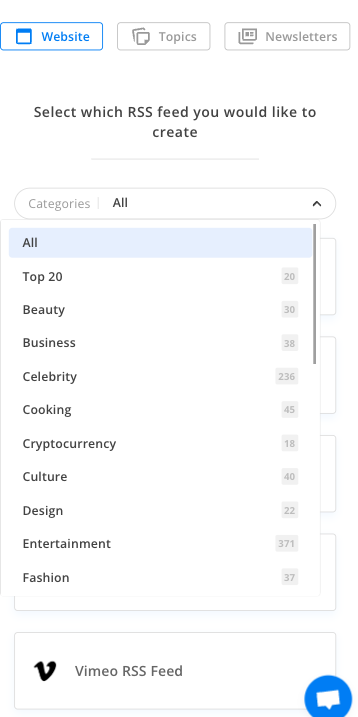 Website Topics Newsletters
Select which RSS feed you would like to
create
Categories All
All
Top 20 20
Beauty 30
Business 38
Celebrity 236
Cooking 45
Cryptocurrency 18
Culture 40
Design 22
Entertainment 371
Fashion 37
Vimeo RSS Feed